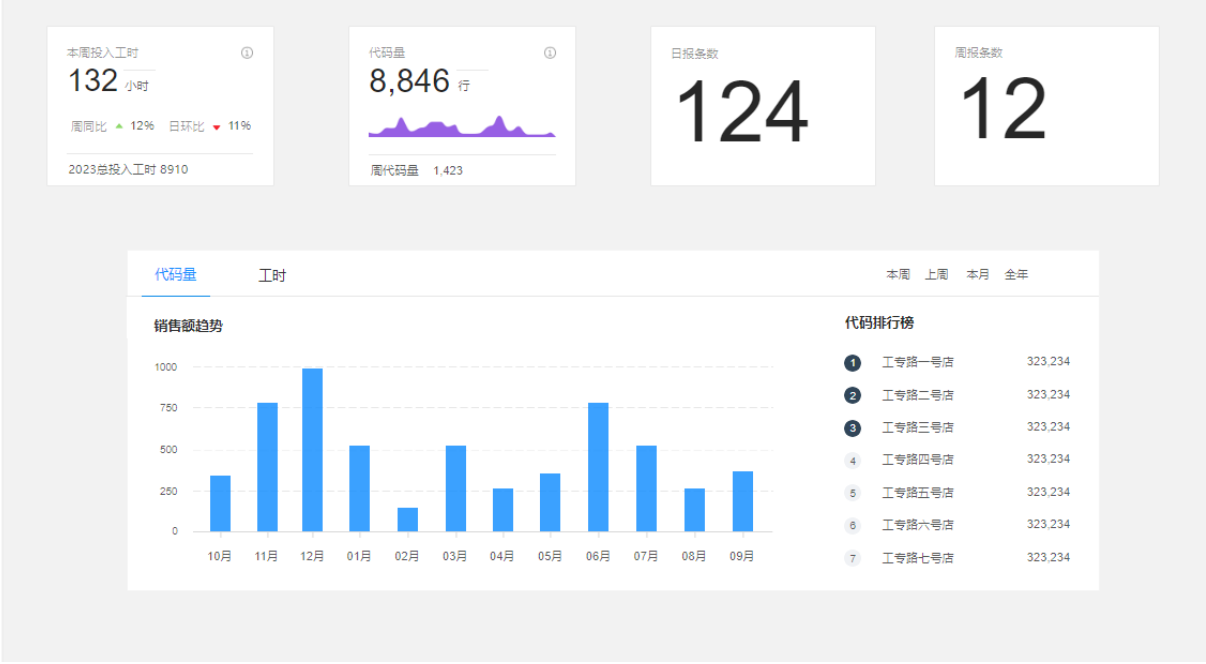 本周投入工时
132 小时
周同比 12% 日环比 11%
2023总投入工时 8910
代码量
8,846 行
周代码量 1,423
日报条数
124
周报条数
12
代码量 工时 本周 上周 本月 全年
销售额趋势
1000
750
500
250
0
10月 11月 12月 01月 02月 03月 04月 05月 06月 07月 08月 09月
代码排行榜
1 工专路一号店 323,234
2 工专路二号店 323,234
3 工专路三号店 323,234
4 工专路四号店 323,234
5 工专路五号店 323,234
6 工专路六号店 323,234
7 工专路七号店 323,234